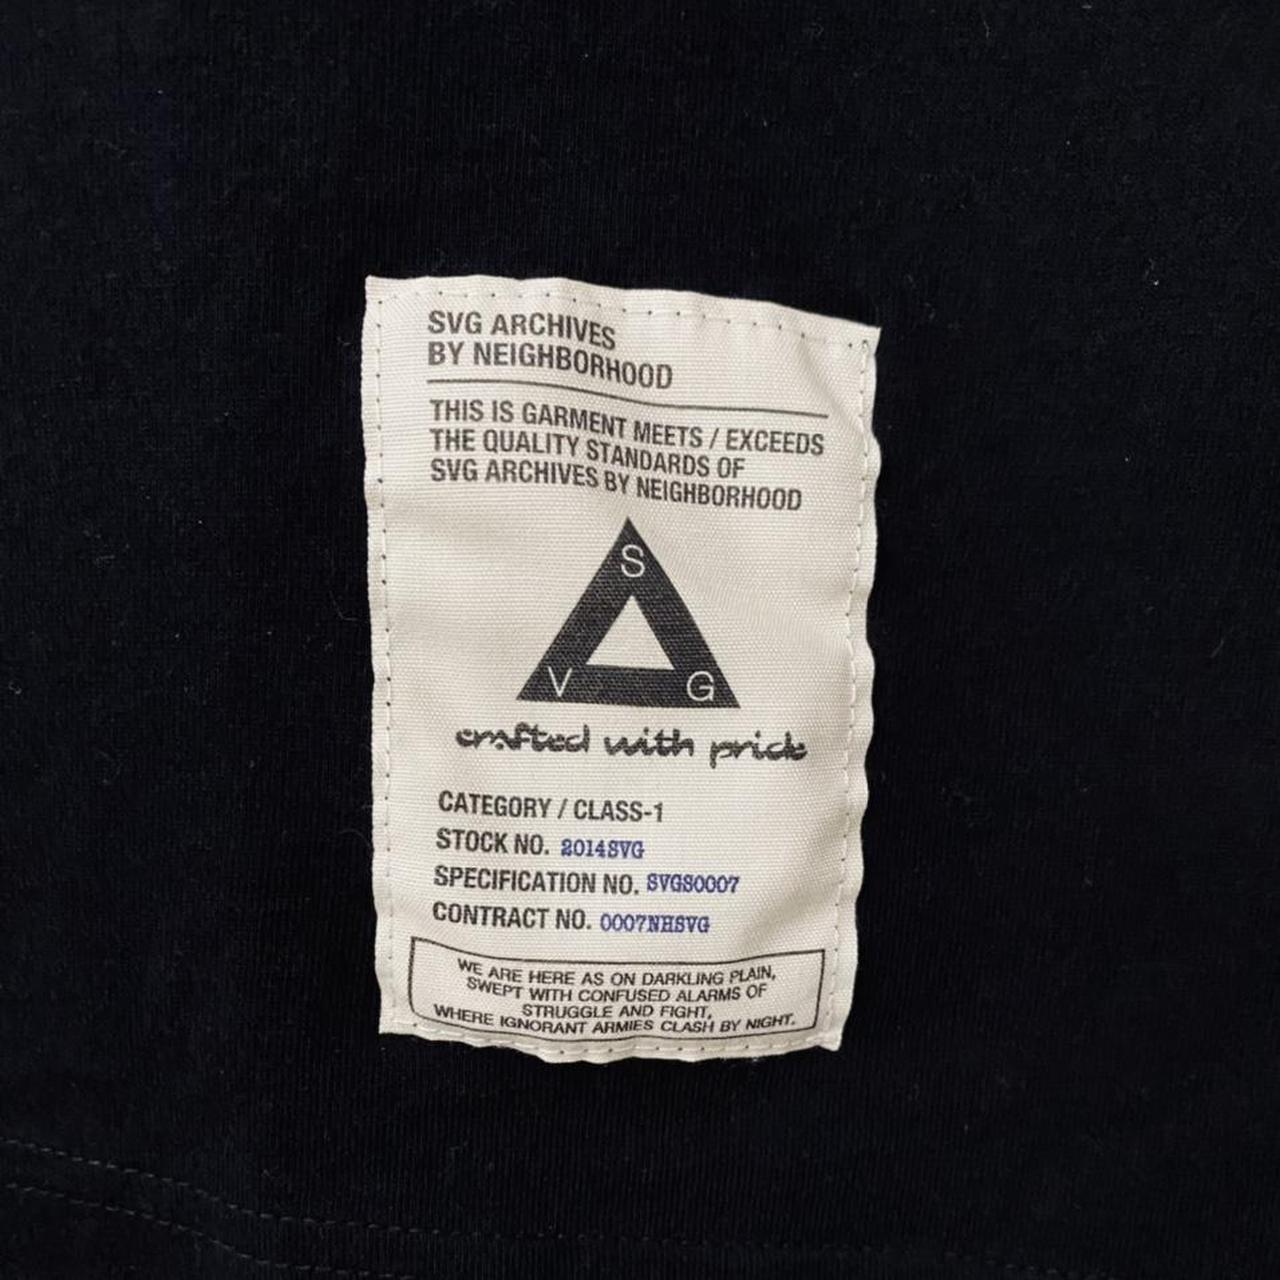 SVG ARCHIVES
BY NEIGHBORHOOD
THIS IS GARMENT MEETS / EXCEEDS
THE QUALITY STANDARDS OF
SVG ARCHIVES BY NEIGHBORHOOD
S
V G
crafted with pride
CATEGORY / CLASS-1
STOCK NO. 2014SVG
SPECIFICATION NO. SVGS0007
CONTRACT NO. 0007NHSVG
WE ARE HERE AS ON DARKLING PLAIN,
SWEPT WITH CONFUSED ALARMS OF
STRUGGLE AND FIGHT,
WHERE IGNORANT ARMIES CLASH BY NIGHT.